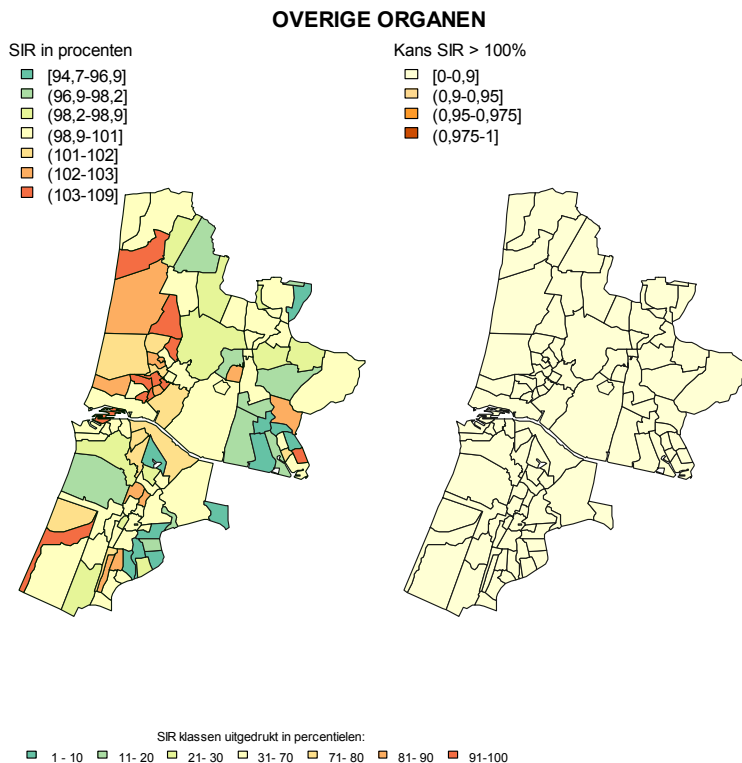 OVERIGE ORGANEN
SIR in procenten
[94,7-96,9]
(96,9-98,2]
(98,2-98,9]
(98,9-101]
(101-102]
(102-103]
(103-109]
Kans SIR > 100%
[0-0,9]
(0,9-0,95]
(0,95-0,975]
(0,975-1]
SIR klassen uitgedrukt in percentielen:
1 - 10 11- 20 21- 30 31- 70 71- 80 81- 90 91-100